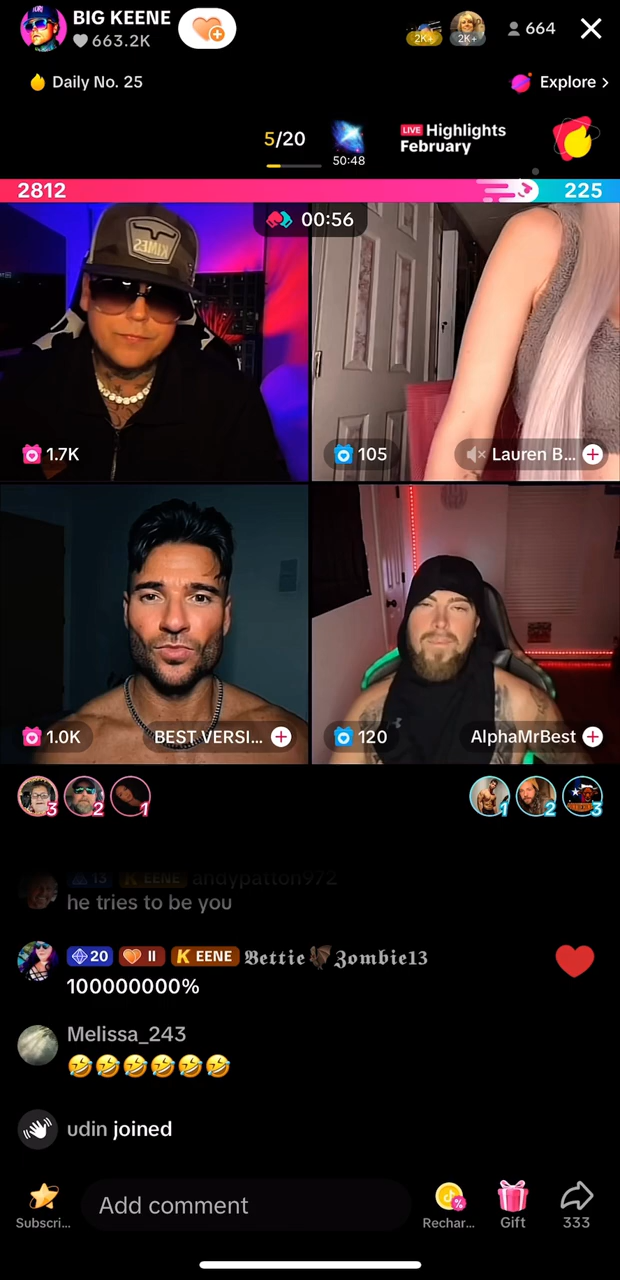 BIG KEENE
663.2K
2K+
2K+
664
Daily No. 25
Explore >
5/20
50:48
LIVE Highlights
February
2812
225
00:56
KIMES
1.7K
105
Lauren B...
1.0K
BEST VERSI...
120
AlphaMrBest
3
2
1
1
2
3
13 KEENE andypatton972
he tries to be you
20 II K EENE 𝕭𝖊𝖙𝖙𝖎𝖊🦇𝖅𝖔𝖒𝖇𝖎𝖊13
100000000%
Melissa_243
🤣🤣🤣🤣🤣🤣
udin joined
Add comment
Subscri...
Rechar...
Gift
333